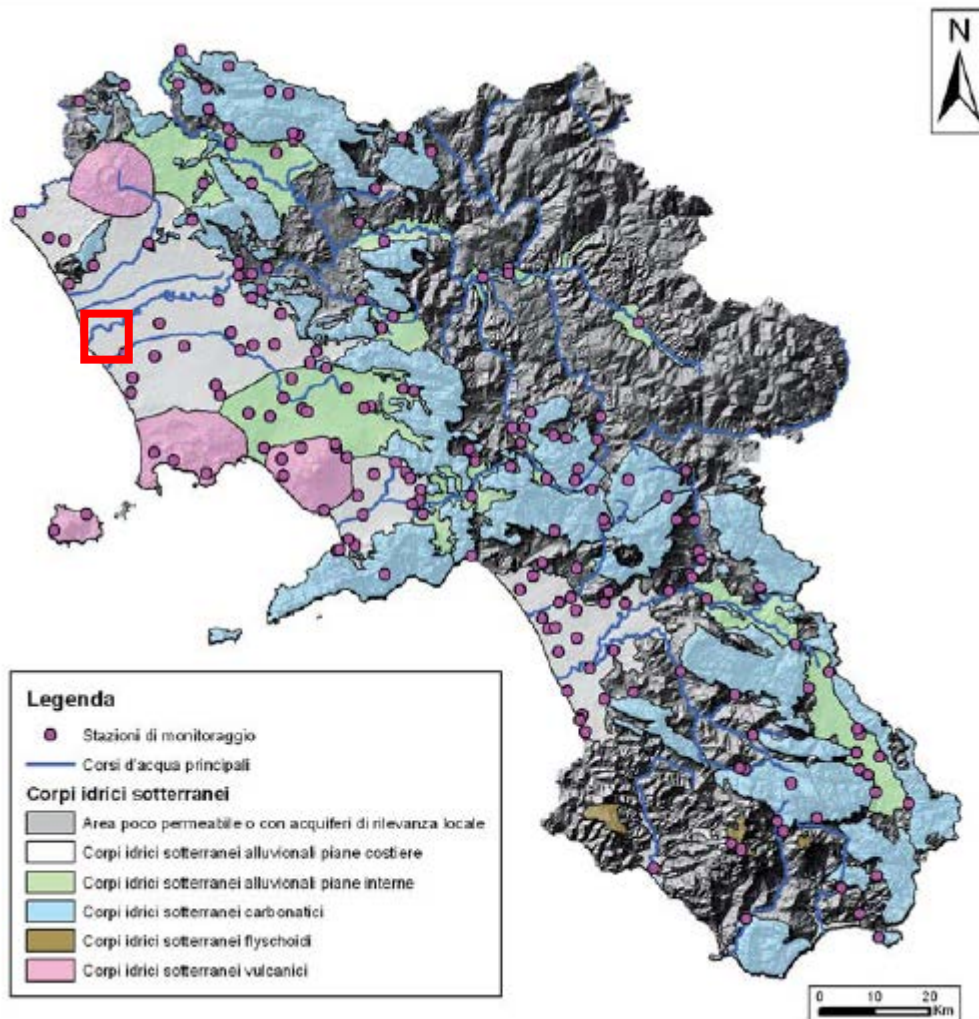 N
Legenda
Stazioni di monitoraggio
Corsi d'acqua principali
Corpi idrici sotterranei
Area poco permeabile o con acquiferi di rilevanza locale
Corpi idrici sotterranei alluvionali piane costiere
Corpi idrici sotterranei alluvionali piane interne
Corpi idrici sotterranei carbonatici
Corpi idrici sotterranei flyschoidi
Corpi idrici sotterranei vulcanici
0 10 20
Km